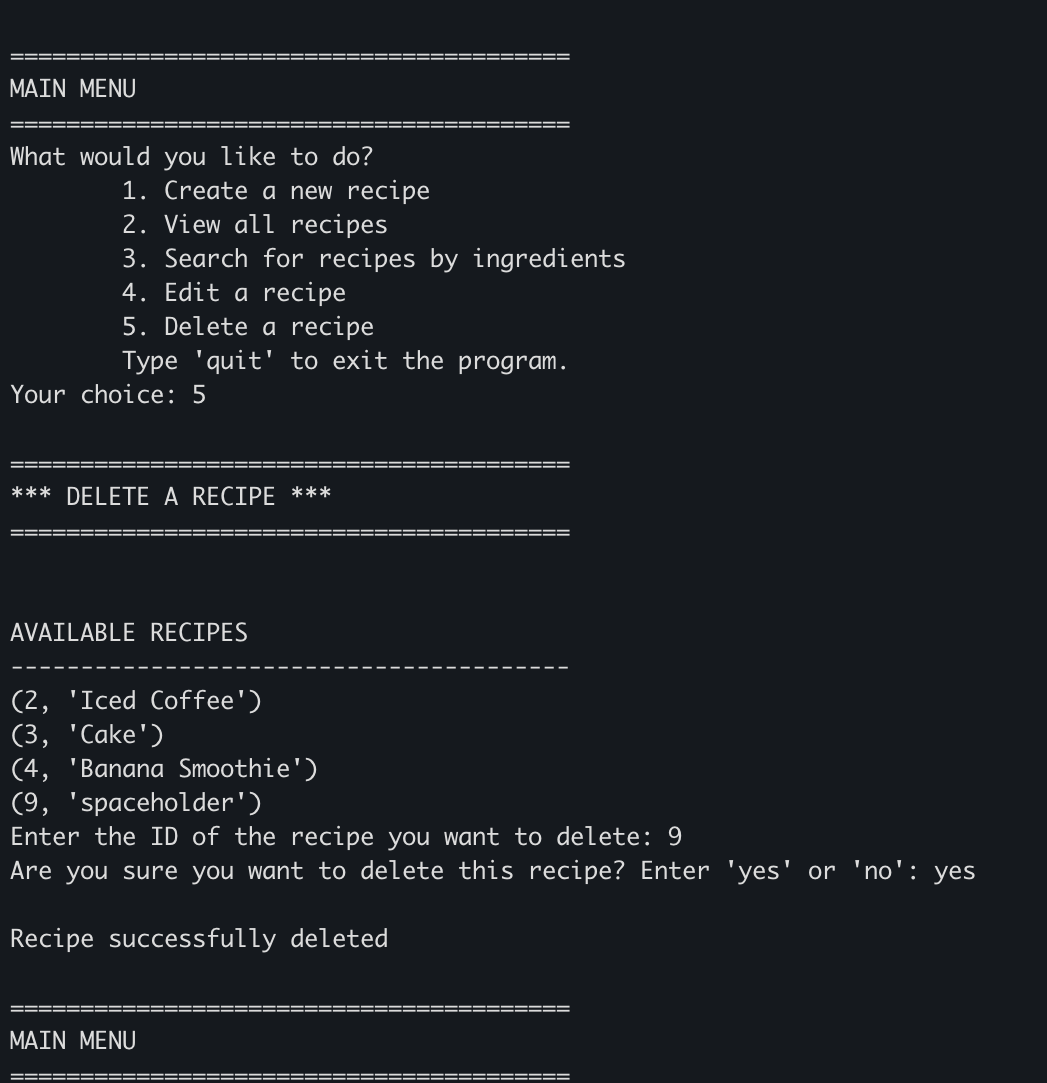 ========================================
MAIN MENU
========================================
What would you like to do?
        1. Create a new recipe
        2. View all recipes
        3. Search for recipes by ingredients
        4. Edit a recipe
        5. Delete a recipe
        Type 'quit' to exit the program.
Your choice: 5

========================================
*** DELETE A RECIPE ***
========================================


AVAILABLE RECIPES
----------------------------------------
(2, 'Iced Coffee')
(3, 'Cake')
(4, 'Banana Smoothie')
(9, 'spaceholder')
Enter the ID of the recipe you want to delete: 9
Are you sure you want to delete this recipe? Enter 'yes' or 'no': yes

Recipe successfully deleted

========================================
MAIN MENU
========================================